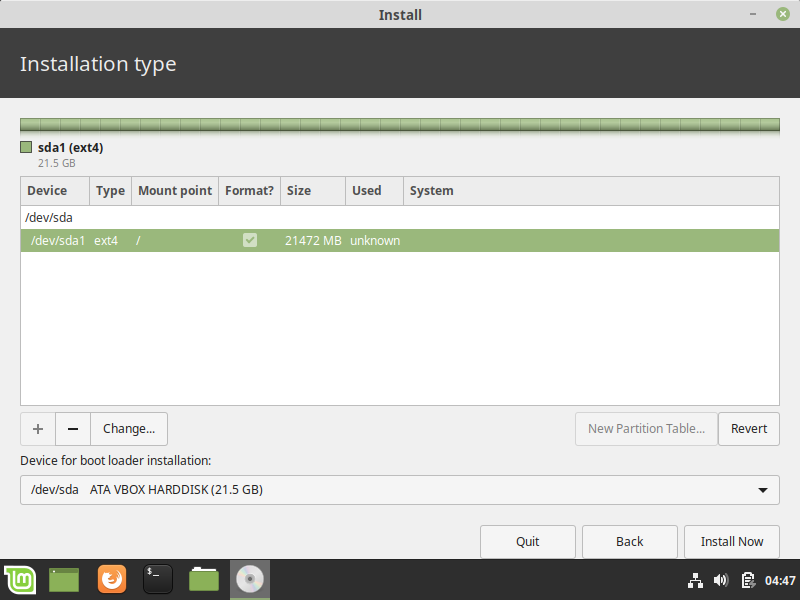 Install
Installation type
sda1 (ext4)
21.5 GB
Device Type Mount point Format? Size Used System
/dev/sda
/dev/sda1 ext4 / 21472 MB unknown
+ − Change... New Partition Table... Revert
Device for boot loader installation:
/dev/sda ATA VBOX HARDDISK (21.5 GB)
Quit Back Install Now
$_ 04:47